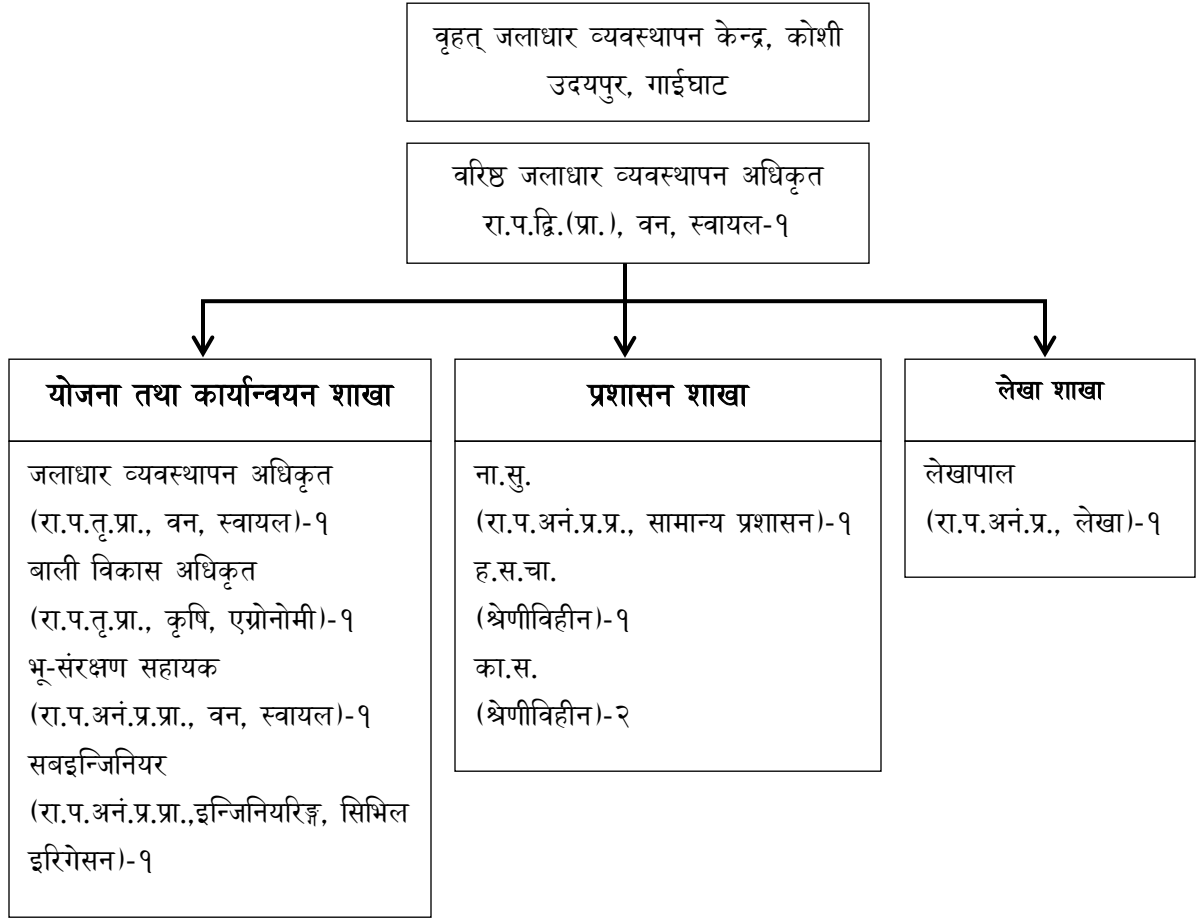 वृहत् जलाधार व्यवस्थापन केन्द्र, कोशी
उदयपुर, गाईघाट
वरिष्ठ जलाधार व्यवस्थापन अधिकृत
रा.प.द्वि.(प्रा.), वन, स्वायल-१
योजना तथा कार्यान्वयन शाखा
जलाधार व्यवस्थापन अधिकृत
(रा.प.तृ.प्रा., वन, स्वायल)-१
बाली विकास अधिकृत
(रा.प.तृ.प्रा., कृषि, एग्रोनोमी)-१
भू-संरक्षण सहायक
(रा.प.अनं.प्र.प्रा., वन, स्वायल)-१
सबइन्जिनियर
(रा.प.अनं.प्र.प्रा.,इन्जिनियरिङ्ग, सिभिल
इरिगेसन)-१
प्रशासन शाखा
ना.सु.
(रा.प.अनं.प्र.प्र., सामान्य प्रशासन)-१
ह.स.चा.
(श्रेणीविहीन)-१
का.स.
(श्रेणीविहीन)-२
लेखा शाखा
लेखापाल
(रा.प.अनं.प्र., लेखा)-१